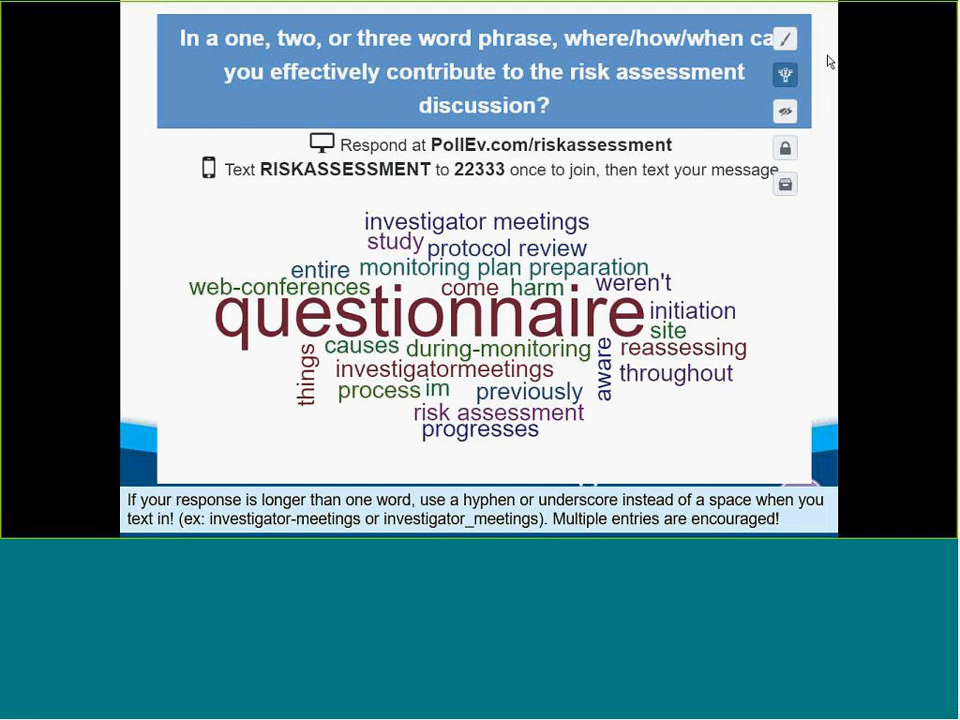 In a one, two, or three word phrase, where/how/when ca
you effectively contribute to the risk assessment
discussion?
Respond at PollEv.com/riskassessment
Text RISKASSESSMENT to 22333 once to join, then text your message
investigator meetings
study protocol review
entire monitoring plan preparation
web-conferences come harm weren't
questionnaire initiation
site
things causes during-monitoring aware reassessing
investigatormeetings throughout
process im previously
risk assessment
progresses
If your response is longer than one word, use a hyphen or underscore instead of a space when you
text in! (ex: investigator-meetings or investigator_meetings). Multiple entries are encouraged!